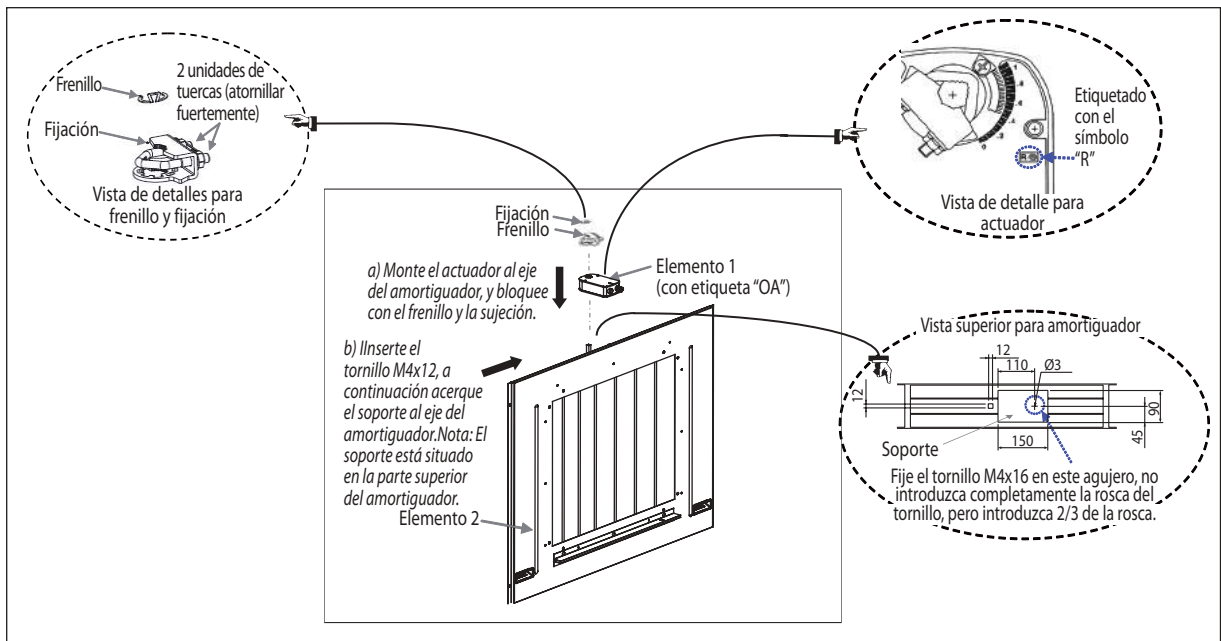 Frenillo
2 unidades de
tuercas (atornillar
fuertemente)
Fijación
Vista de detalles para
frenillo y fijación
Etiquetado
con el
símbolo
“R”
Vista de detalle para
actuador
Fijación
Frenillo
Elemento 1
(con etiqueta “OA”)
a) Monte el actuador al eje
del amortiguador, y bloquee
con el frenillo y la sujeción.
b) lInserte el
tornillo M4x12, a
continuación acerque
el soporte al eje del
amortiguador.Nota: El
soporte está situado
en la parte superior
del amortiguador.
Elemento 2
Vista superior para amortiguador
12
110
Ø3
12
90
45
150
Soporte
Fije el tornillo M4x16 en este agujero, no
introduzca completamente la rosca del
tornillo, pero introduzca 2/3 de la rosca.